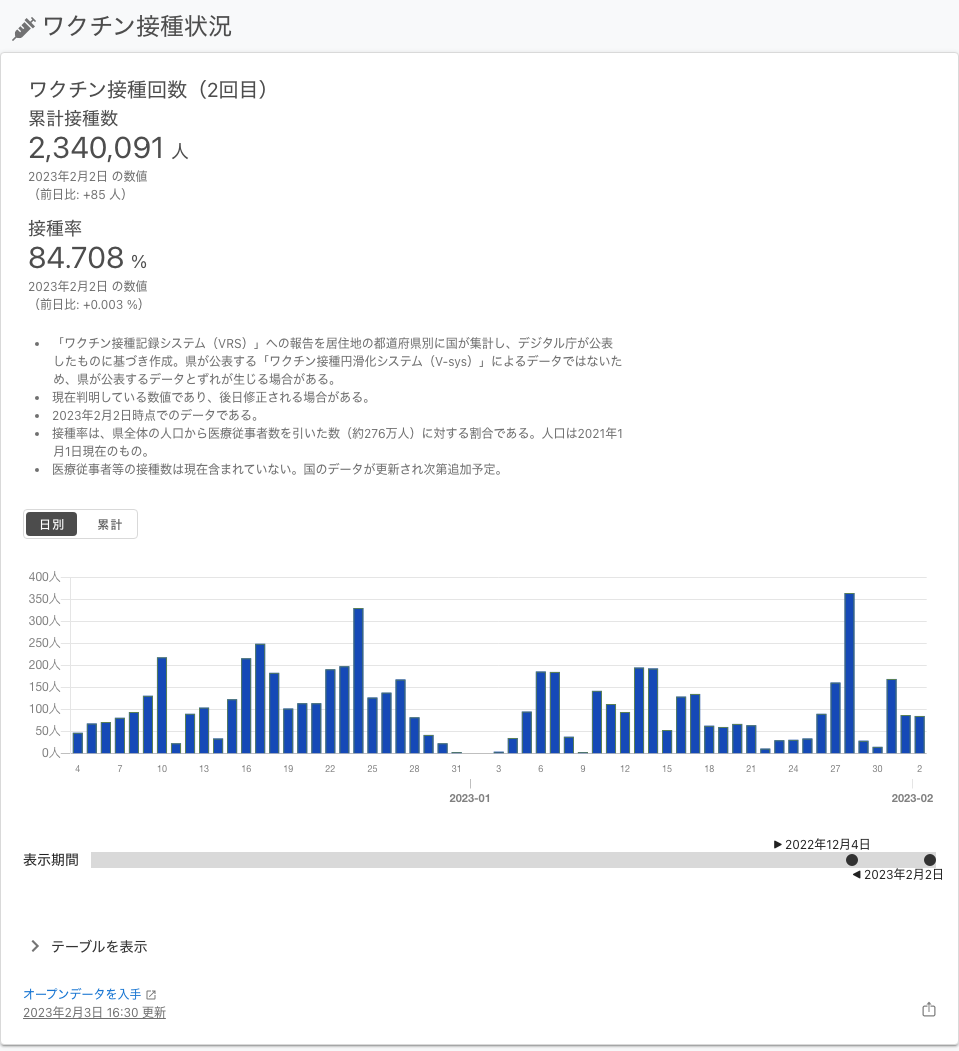 ワクチン接種状況
ワクチン接種回数（2回目）
累計接種数
2,340,091 人
2023年2月2日 の数値
（前日比: +85 人）
接種率
84.708 %
2023年2月2日 の数値
（前日比: +0.003 %）
• 「ワクチン接種記録システム（VRS）」への報告を居住地の都道府県別に国が集計し、デジタル庁が公表
したものに基づき作成。県が公表する「ワクチン接種円滑化システム（V-sys）」によるデータではないた
め、県が公表するデータとずれが生じる場合がある。
• 現在判明している数値であり、後日修正される場合がある。
• 2023年2月2日時点でのデータである。
• 接種率は、県全体の人口から医療従事者数を引いた数（約276万人）に対する割合である。人口は2021年1
月1日現在のもの。
• 医療従事者等の接種数は現在含まれていない。国のデータが更新され次第追加予定。
日別 累計
400人
350人
300人
250人
200人
150人
100人
50人
0人
4 7 10 13 16 19 22 25 28 31 3 6 9 12 15 18 21 24 27 30 2
2023-01 2023-02
▶ 2022年12月4日
表示期間
◀ 2023年2月2日
テーブルを表示
オープンデータを入手
2023年2月3日 16:30 更新